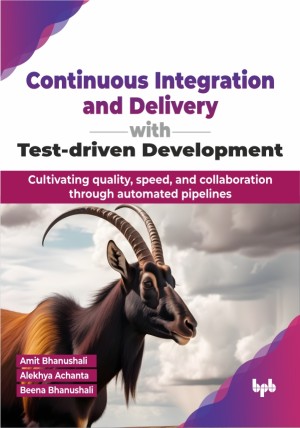 Continuous Integration
and Delivery
with
Test-driven Development
Cultivating quality, speed, and collaboration
through automated pipelines
Amit Bhanushali
Alekhya Achanta
Beena Bhanushali
bpb